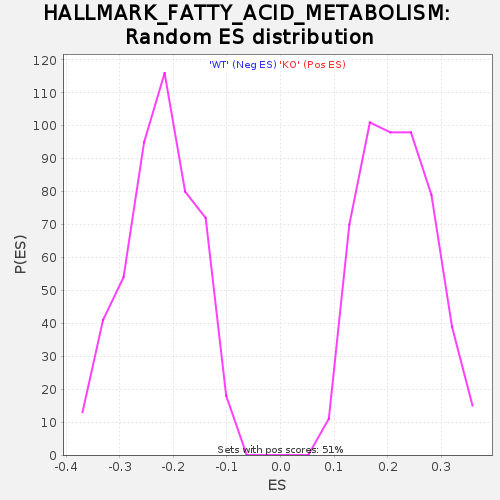 HALLMARK_FATTY_ACID_METABOLISM:
Random ES distribution
'WT' (Neg ES) 'KO' (Pos ES)
120
110
100
90
80
70
60
50
40
30
20
10
0
P(ES)
Sets with pos scores: 51%
-0.4 -0.3 -0.2 -0.1 0.0 0.1 0.2 0.3
ES